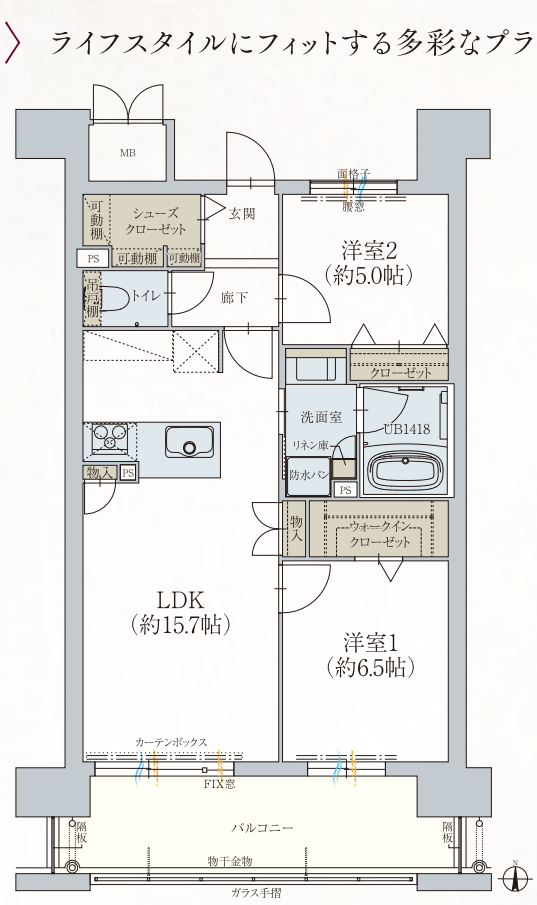 ライフスタイルにフィットする多彩なプラ
MB
面格子
腰窓
可動棚
シューズ
クローゼット
玄関
洋室2
(約5.0帖)
PS
可動棚
可動棚
吊戸棚
トイレ
廊下
クローゼット
洗面室
UB1418
リネン庫
防水パン
物入
PS
PS
物入
ウォークイン
クローゼット
LDK
(約15.7帖)
洋室1
(約6.5帖)
カーテンボックス
FIX窓
隔板
バルコニー
隔板
物干金物
ガラス手摺
N